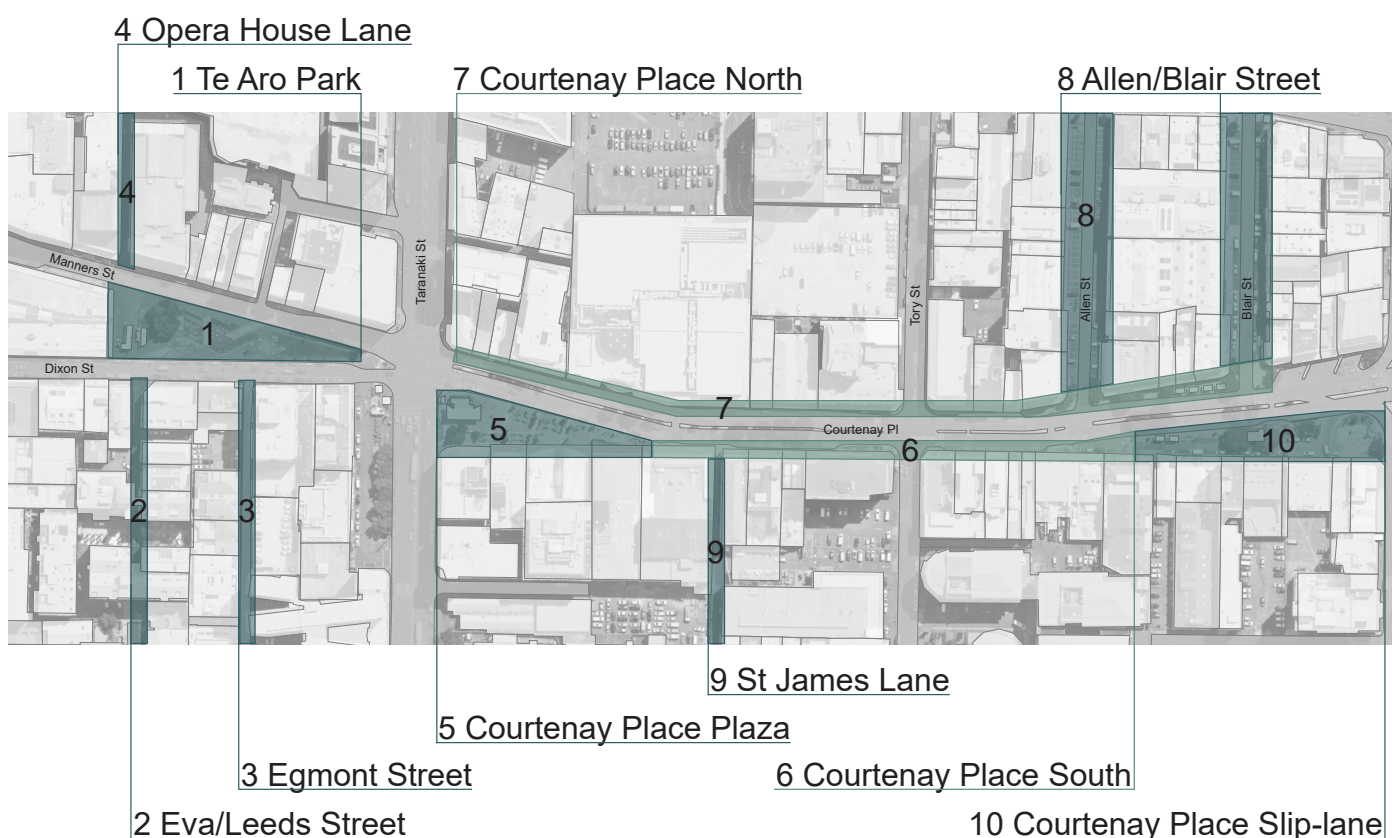 4 Opera House Lane
1 Te Aro Park
7 Courtenay Place North
8 Allen/Blair Street
4
8
Manners St
Taranaki St
Tory St
Allen St
Blair St
1
Dixon St
7
5
Courtenay Pl
6
10
2
3
9
9 St James Lane
5 Courtenay Place Plaza
3 Egmont Street
6 Courtenay Place South
2 Eva/Leeds Street
10 Courtenay Place Slip-lane